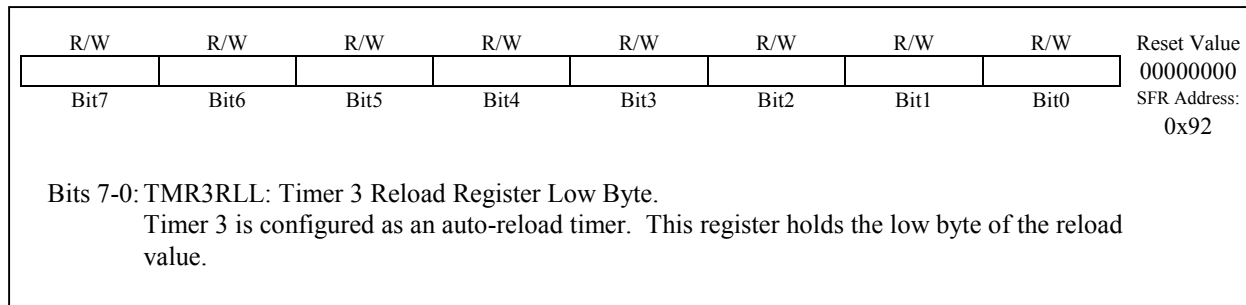 R/W R/W R/W R/W R/W R/W R/W R/W Reset Value
00000000
Bit7 Bit6 Bit5 Bit4 Bit3 Bit2 Bit1 Bit0 SFR Address:
0x92
Bits 7-0: TMR3RLL: Timer 3 Reload Register Low Byte.
Timer 3 is configured as an auto-reload timer. This register holds the low byte of the reload
value.